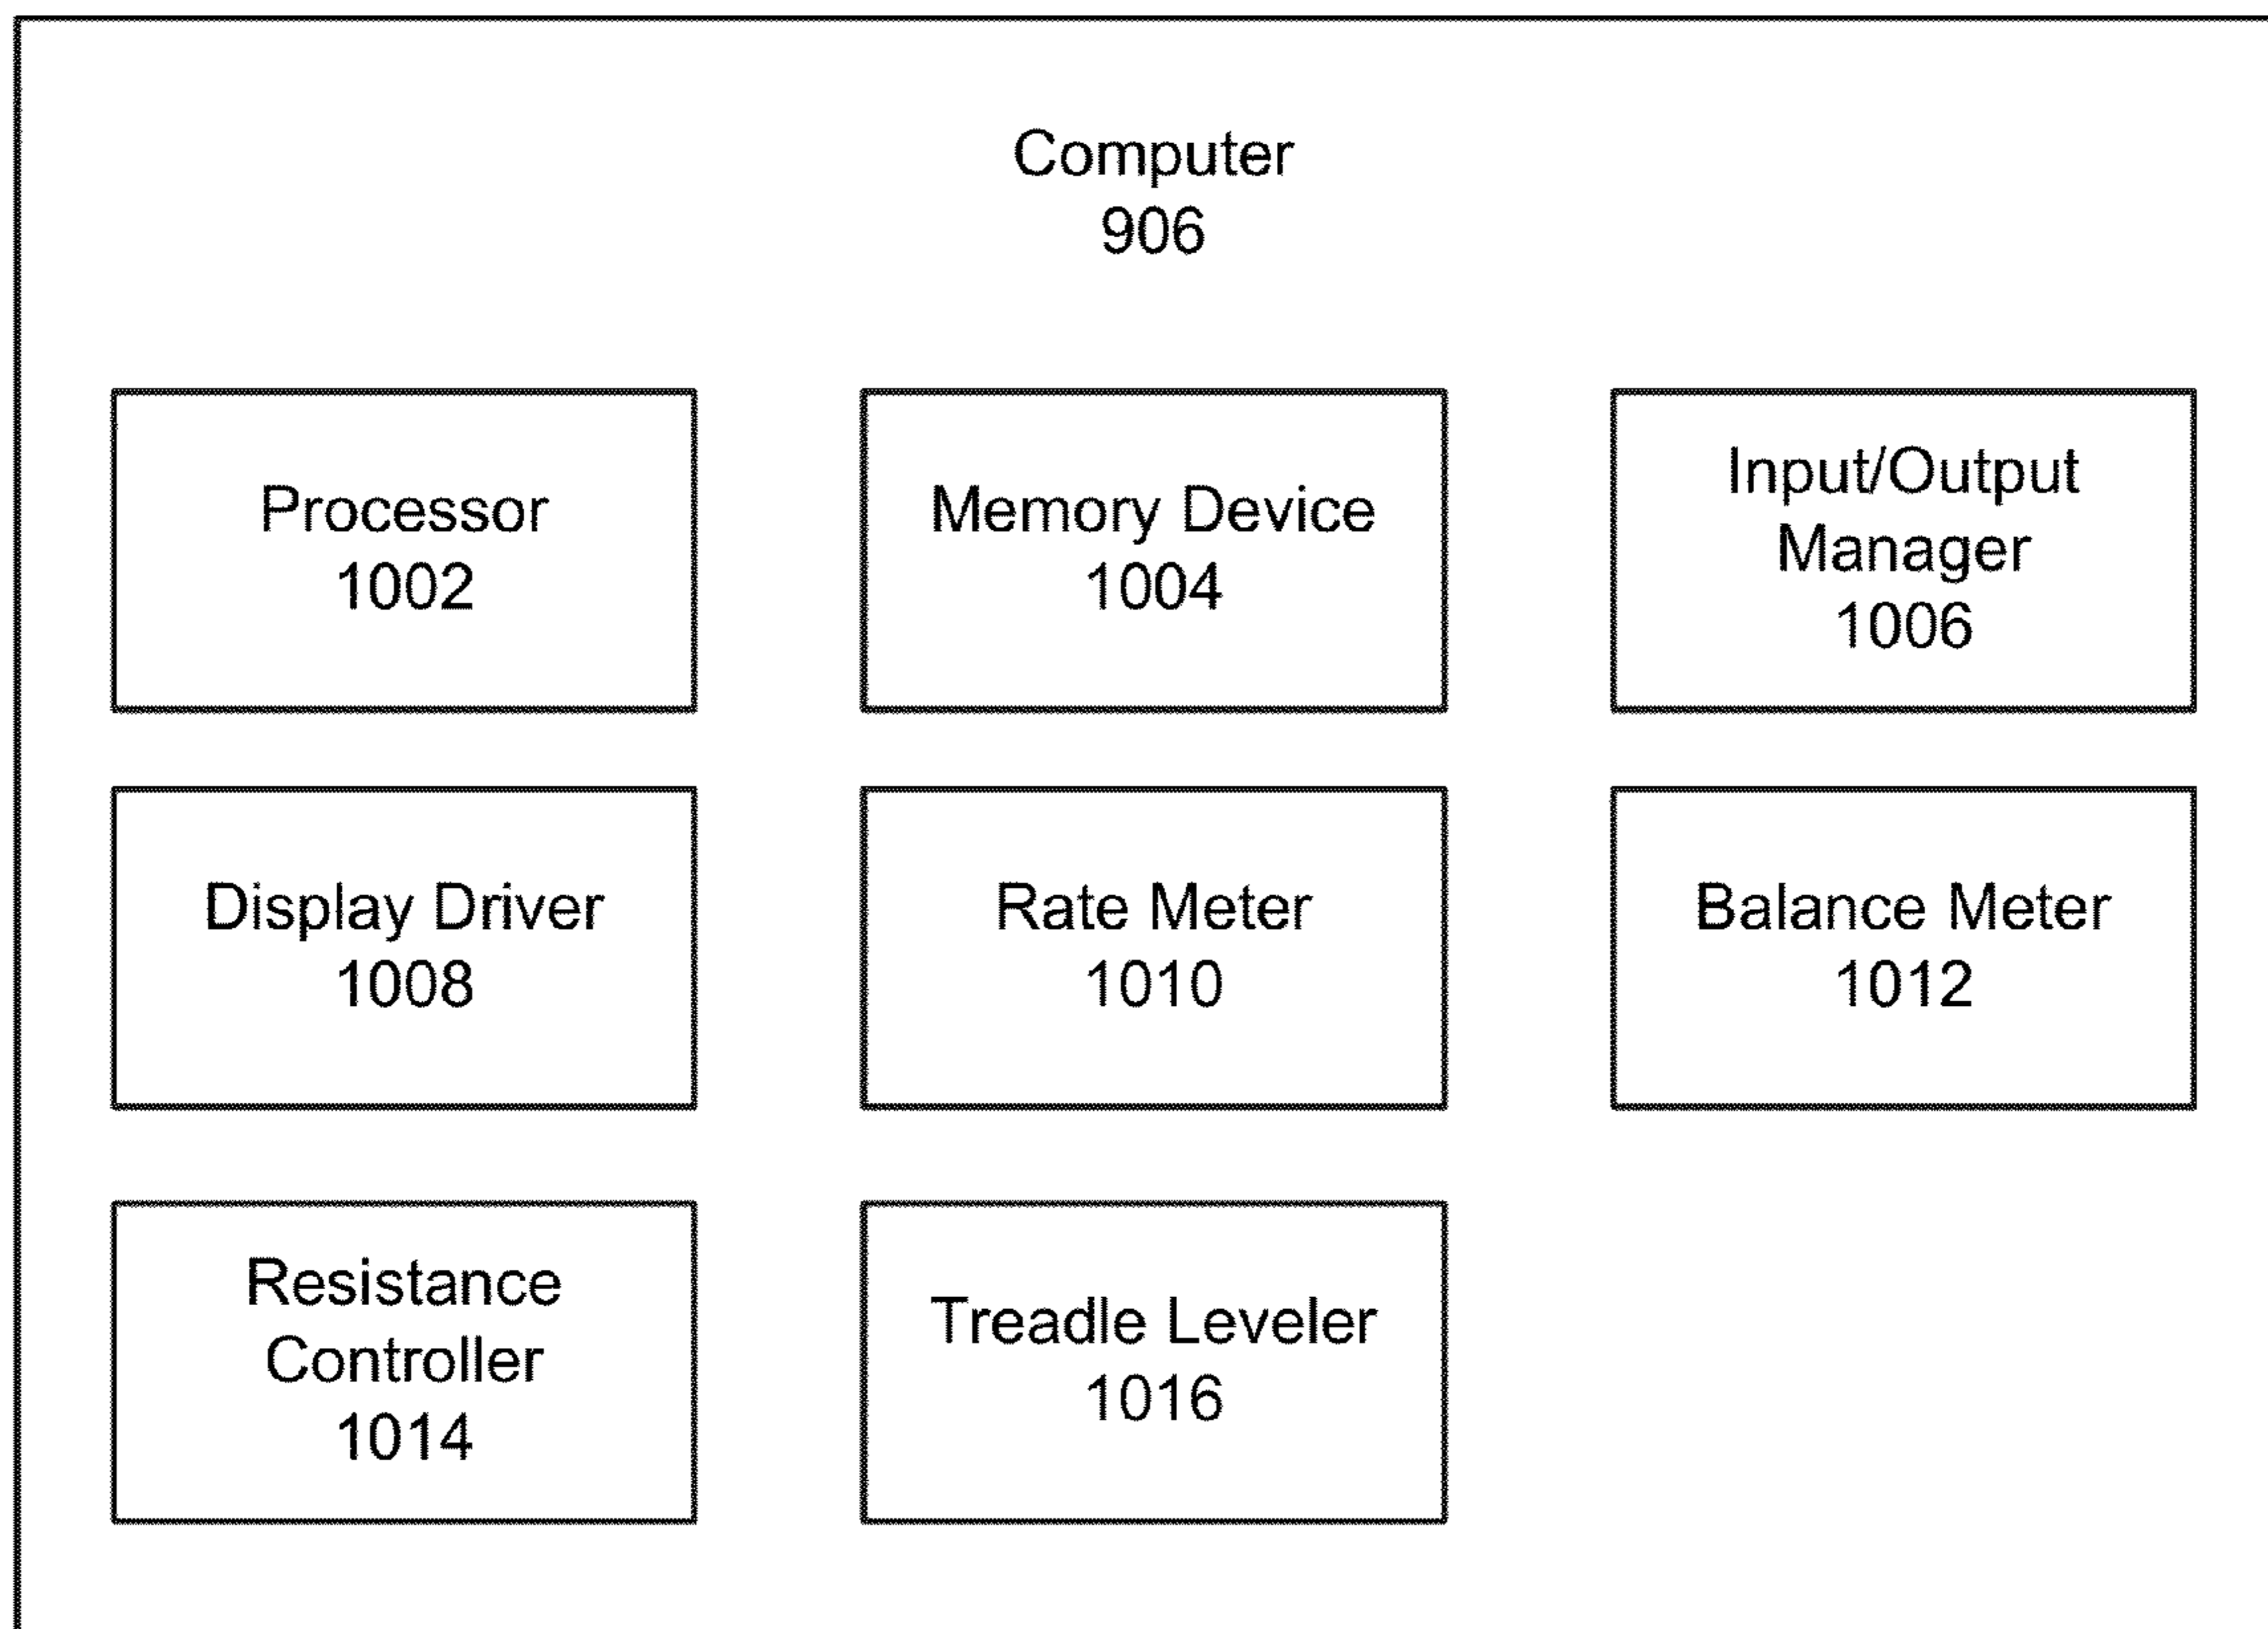 Computer
906
Processor
1002
Memory Device
1004
Input/Output
Manager
1006
Display Driver
1008
Rate Meter
1010
Balance Meter
1012
Resistance
Controller
1014
Treadle Leveler
1016